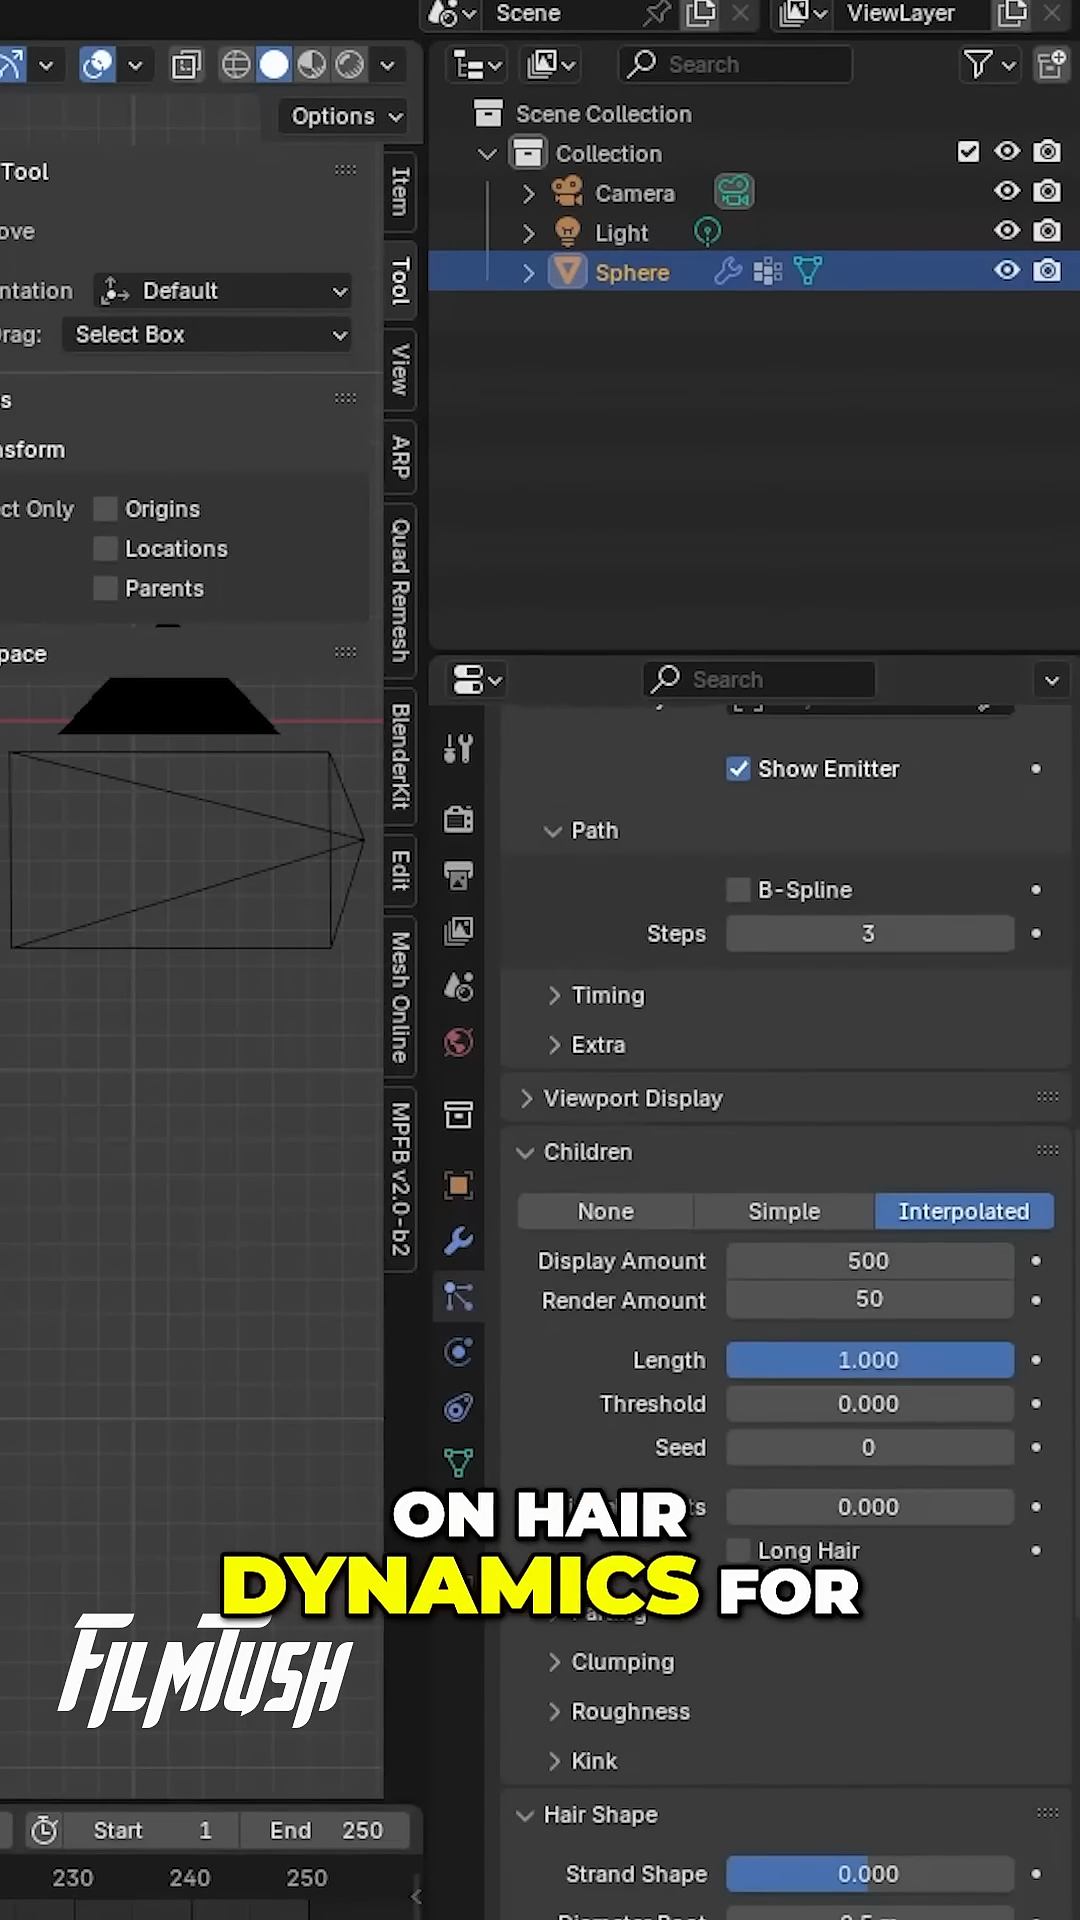 Scene
ViewLayer
Search
Options
Scene Collection
Collection
Camera
Light
Sphere
Tool
ove
ntation
Default
Drag:
Select Box
s
nsform
ct Only
Origins
Locations
Parents
pace
Item
Tool
View
ARP
Quad Remesh
BlenderKit
Edit
Mesh Online
MPFB v2.0-b2
Search
Show Emitter
Path
B-Spline
Steps 3
Timing
Extra
Viewport Display
Children
None Simple Interpolated
Display Amount 500
Render Amount 50
Length 1.000
Threshold 0.000
Seed 0
0.000
Long Hair
ON HAIR
DYNAMICS FOR
FILMTUSH
Clumping
Roughness
Kink
Hair Shape
Strand Shape 0.000
Start 1 End 250
230 240 250